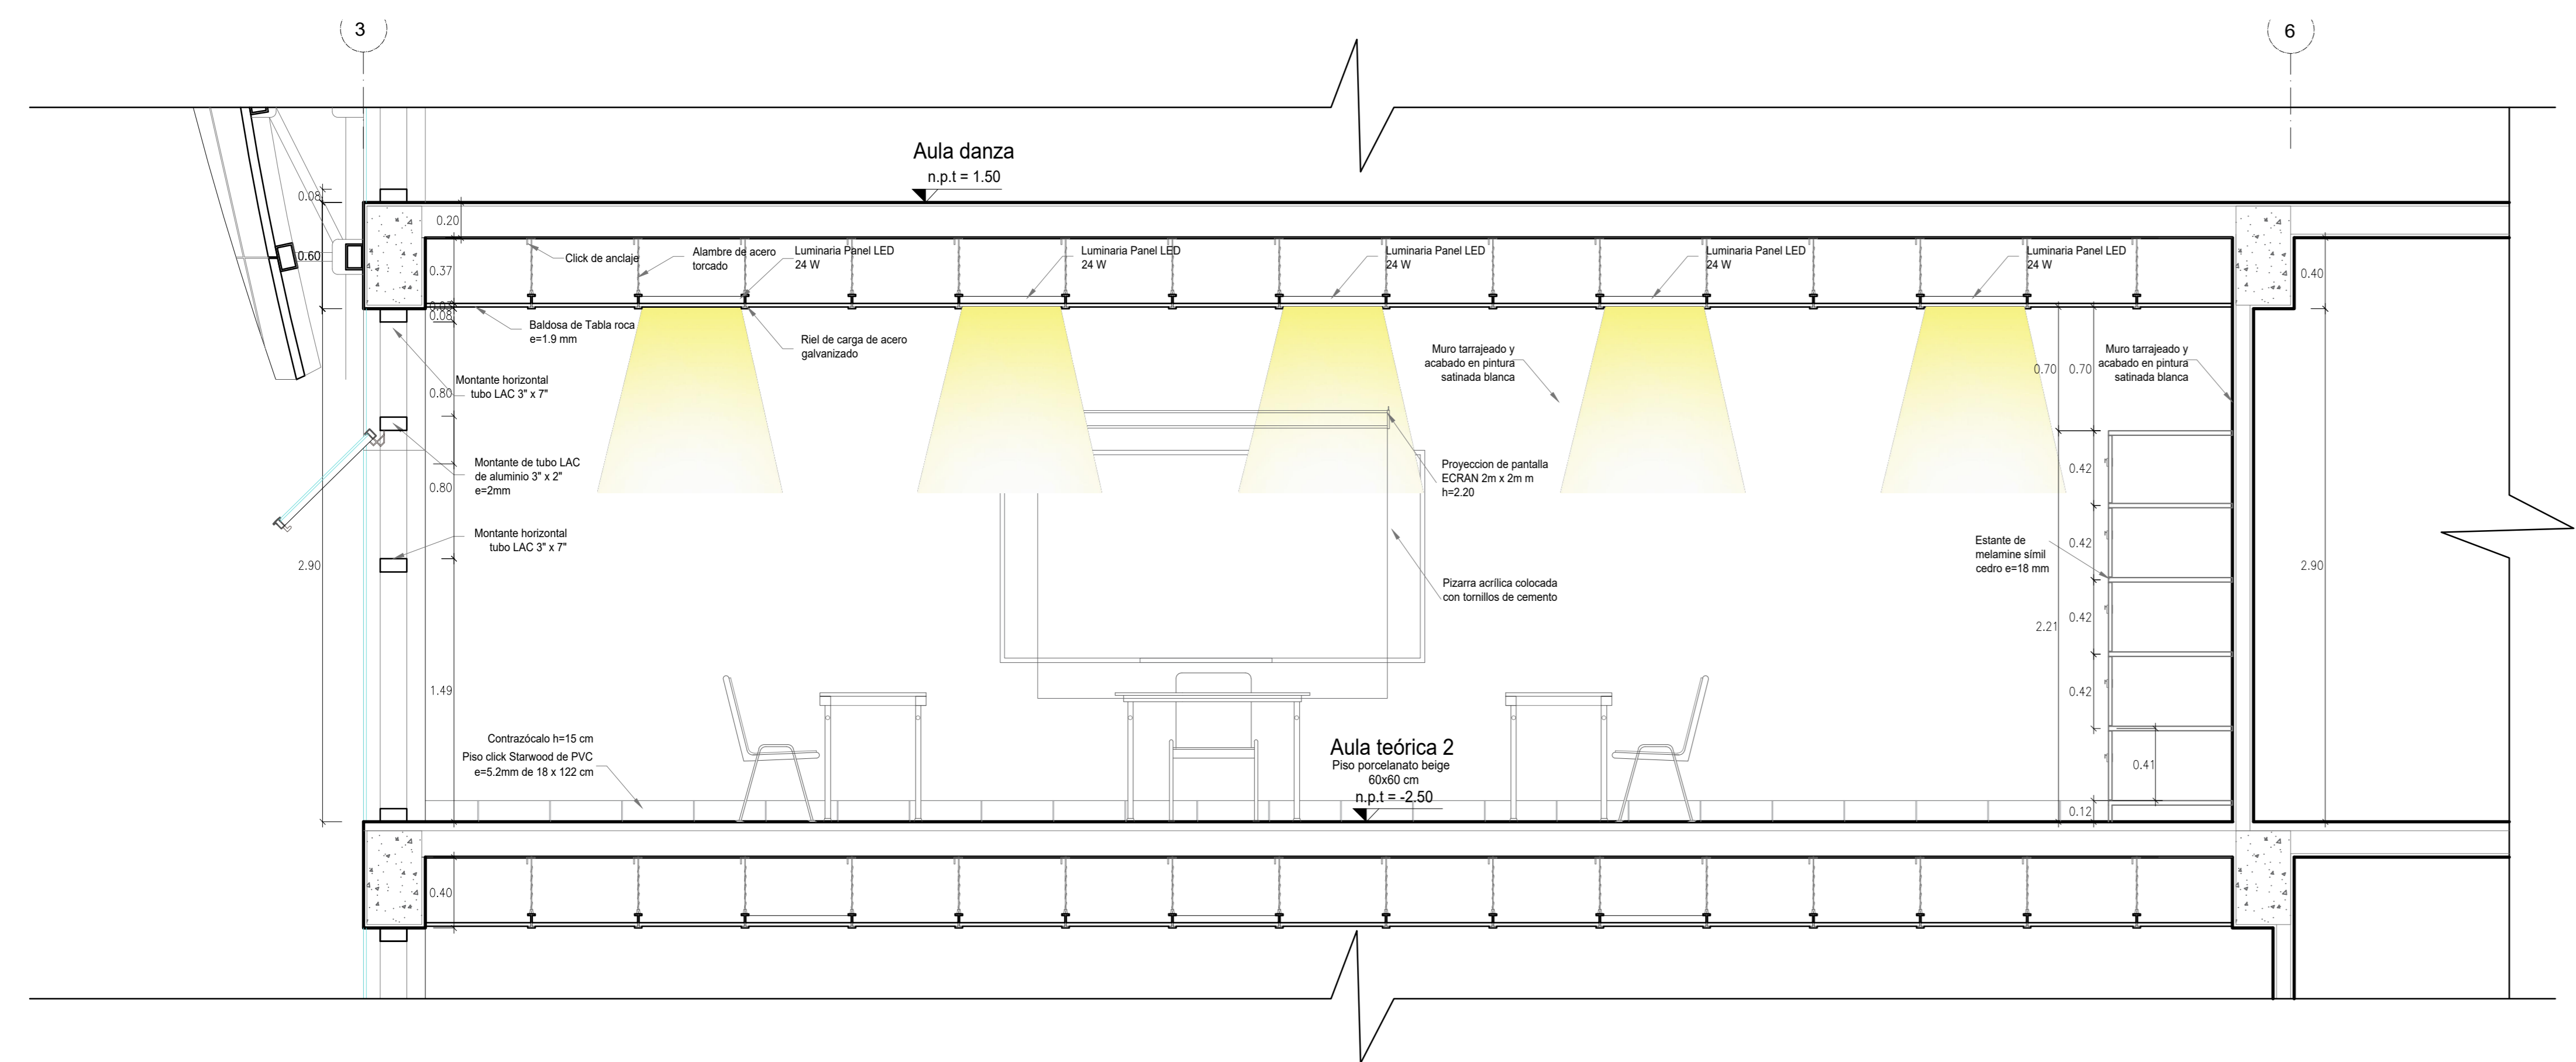 3
6
Aula danza
n.p.t = 1.50
0.08
0.20
0.60
0.37
Click de anclaje
Alambre de acero
torcado
Luminaria Panel LED
24 W
Luminaria Panel LED
24 W
Luminaria Panel LED
24 W
Luminaria Panel LED
24 W
Luminaria Panel LED
24 W
0.40
0.03
0.08
Baldosa de Tabla roca
e=1.9 mm
Riel de carga de acero
galvanizado
Muro tarrajeado y
acabado en pintura
satinada blanca
0.70
0.70
Muro tarrajeado y
acabado en pintura
satinada blanca
Montante horizontal
tubo LAC 3" x 7"
0.80
Montante de tubo LAC
de aluminio 3" x 2"
e=2mm
0.80
Proyeccion de pantalla
ECRAN 2m x 2m m
h=2.20
0.42
Montante horizontal
tubo LAC 3" x 7"
Estante de
melamine símil
cedro e=18 mm
0.42
2.90
2.90
Pizarra acrílica colocada
con tornillos de cemento
0.42
2.21
1.49
0.42
Contrazócalo h=15 cm
Piso click Starwood de PVC
e=5.2mm de 18 x 122 cm
Aula teórica 2
Piso porcelanato beige
60x60 cm
n.p.t = -2.50
0.41
0.12
0.40